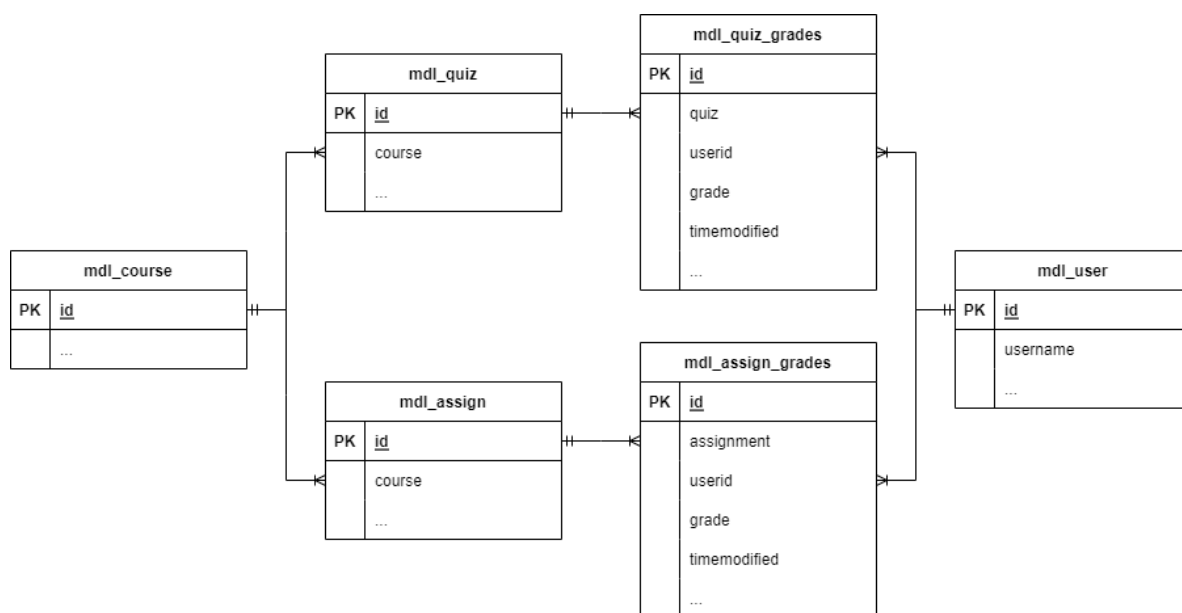 mdl_course
PK id
...
mdl_quiz
PK id
course
...
mdl_assign
PK id
course
...
mdl_quiz_grades
PK id
quiz
userid
grade
timemodified
...
mdl_assign_grades
PK id
assignment
userid
grade
timemodified
...
mdl_user
PK id
username
...